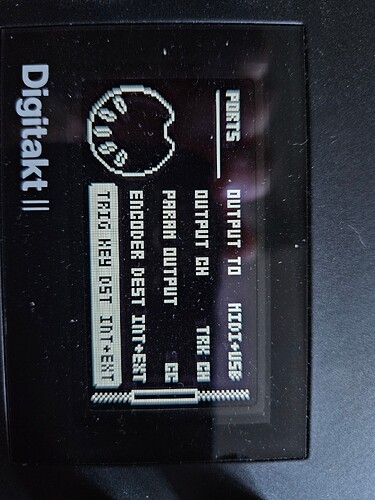 PORTS
OUTPUT TO MIDI+USB
OUTPUT CH TRK CH
PARAM OUTPUT CC
ENCODER DEST INT+EXT
TRIG KEY DST INT+EXT
Digitakt II